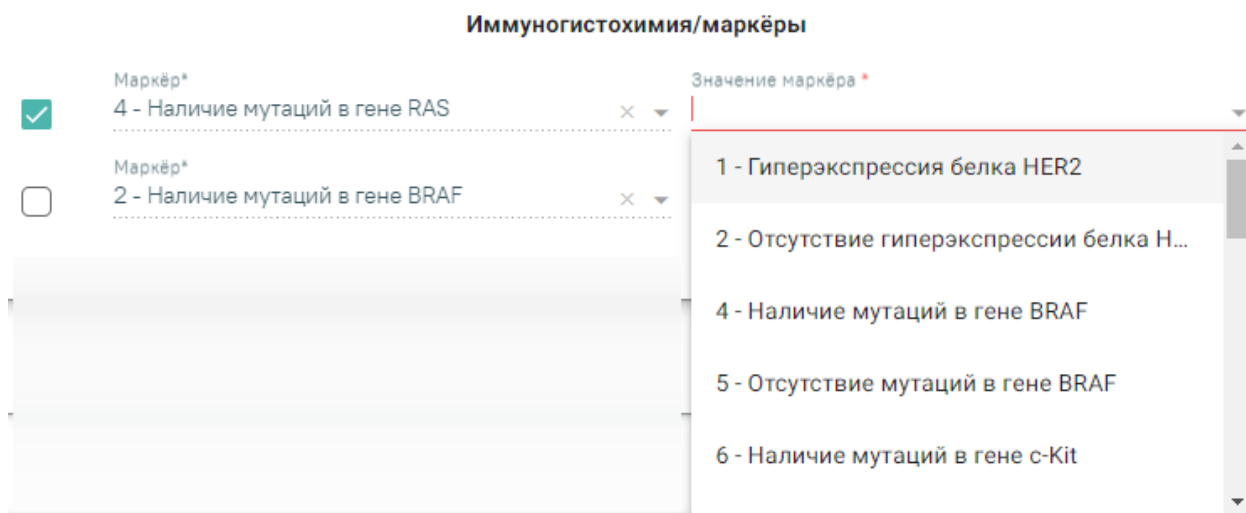 Иммуногистохимия/маркёры
Маркёр*
4 - Наличие мутаций в гене RAS
Значение маркёра *
Маркёр*
2 - Наличие мутаций в гене BRAF
1 - Гиперэкспрессия белка HER2
2 - Отсутствие гиперэкспрессии белка H...
4 - Наличие мутаций в гене BRAF
5 - Отсутствие мутаций в гене BRAF
6 - Наличие мутаций в гене c-Kit